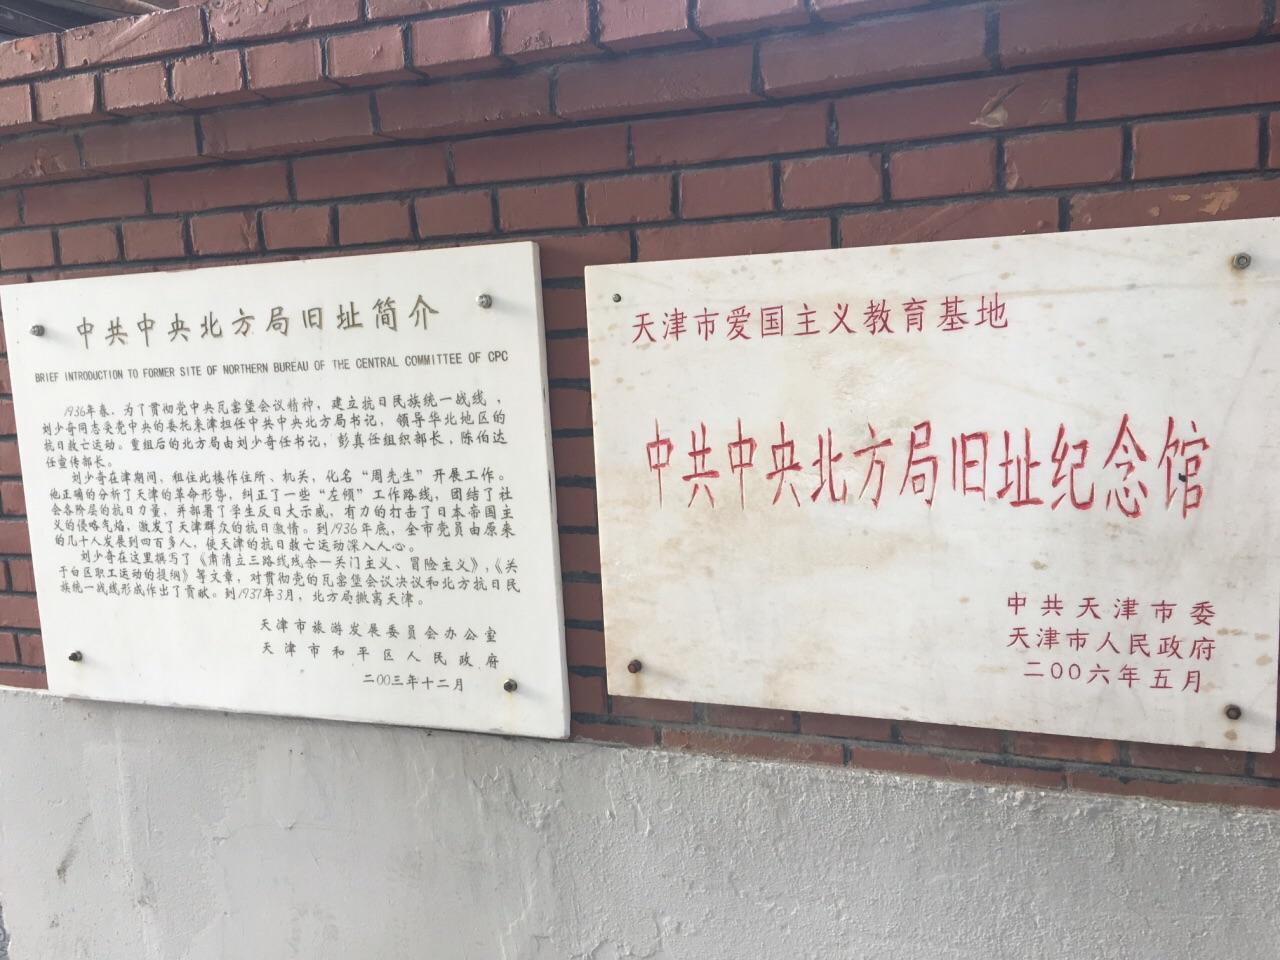 中共中央北方局旧址简介
BRIEF INTRODUCTION TO FORMER SITE OF NORTHERN BUREAU OF THE CENTRAL COMMITTEE OF CPC
1936年春，为了贯彻党中央瓦窑堡会议精神，建立抗日民族统一战线，
刘少奇同志受党中央的委托来津担任中共中央北方局书记，领导华北地区的
抗日救亡运动。重组后的北方局由刘少奇任书记，彭真任组织部长，陈伯达
任宣传部长。
刘少奇在津期间，租住此楼作住所、机关，化名“周先生”开展工作。
他正确的分析了天津的革命形势，纠正了一些“左倾”工作路线，团结了社
会各阶层的抗日力量，并部署了学生反日大示威，有力的打击了日本帝国主
义的侵略气焰，激发了天津群众的抗日激情。到1936年底，全市党员由原来
的几十人发展到四百多人，使天津的抗日救亡运动深入人心。
刘少奇在这里撰写了《肃清立三路线残余—关门主义、冒险主义》，《关
于白区职工运动的提纲》等文章，对贯彻党的瓦窑堡会议决议和北方抗日民
族统一战线形成作出了贡献。到1937年3月，北方局撤离天津。
天津市旅游发展委员会办公室
天津市和平区人民政府
二00三年十二月
天津市爱国主义教育基地
中共中央北方局旧址纪念馆
中共天津市委
天津市人民政府
二00六年五月